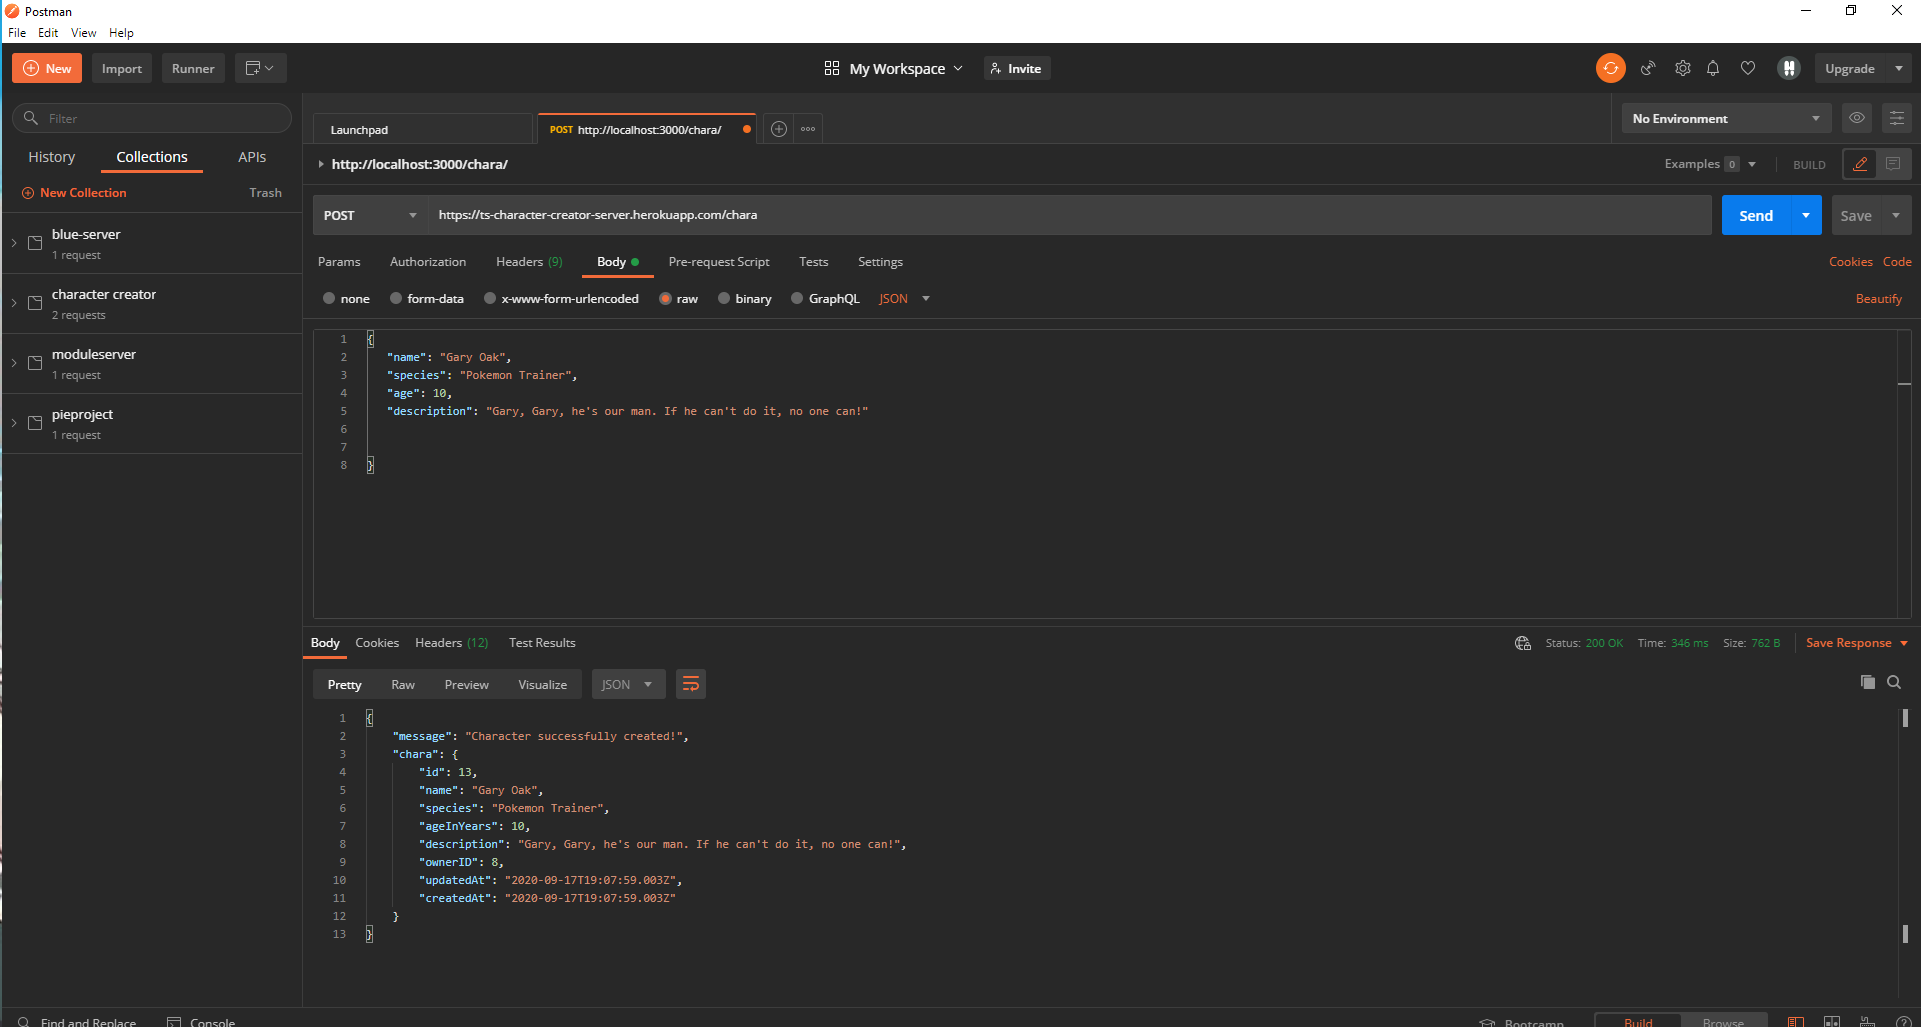 Postman
File Edit View Help
New Import Runner My Workspace Invite Upgrade
Filter
Launchpad POST http://localhost:3000/chara/ No Environment
History Collections APIs
http://localhost:3000/chara/ Examples 0 BUILD
New Collection Trash
POST https://ts-character-creator-server.herokuapp.com/chara Send Save
blue-server
1 request
Params Authorization Headers (9) Body Pre-request Script Tests Settings Cookies Code
character creator
2 requests
none form-data x-www-form-urlencoded raw binary GraphQL JSON Beautify
moduleserver
1 request
pieproject
1 request
1 {
2 "name": "Gary Oak",
3 "species": "Pokemon Trainer",
4 "age": 10,
5 "description": "Gary, Gary, he's our man. If he can't do it, no one can!"
6
7
8 }
Body Cookies Headers (12) Test Results Status: 200 OK Time: 346 ms Size: 762 B Save Response
Pretty Raw Preview Visualize JSON
1 {
2 "message": "Character successfully created!",
3 "chara": {
4 "id": 13,
5 "name": "Gary Oak",
6 "species": "Pokemon Trainer",
7 "ageInYears": 10,
8 "description": "Gary, Gary, he's our man. If he can't do it, no one can!",
9 "ownerID": 8,
10 "updatedAt": "2020-09-17T19:07:59.003Z",
11 "createdAt": "2020-09-17T19:07:59.003Z"
12 }
13 }
Find and Replace Console Bootcamp Build Browse